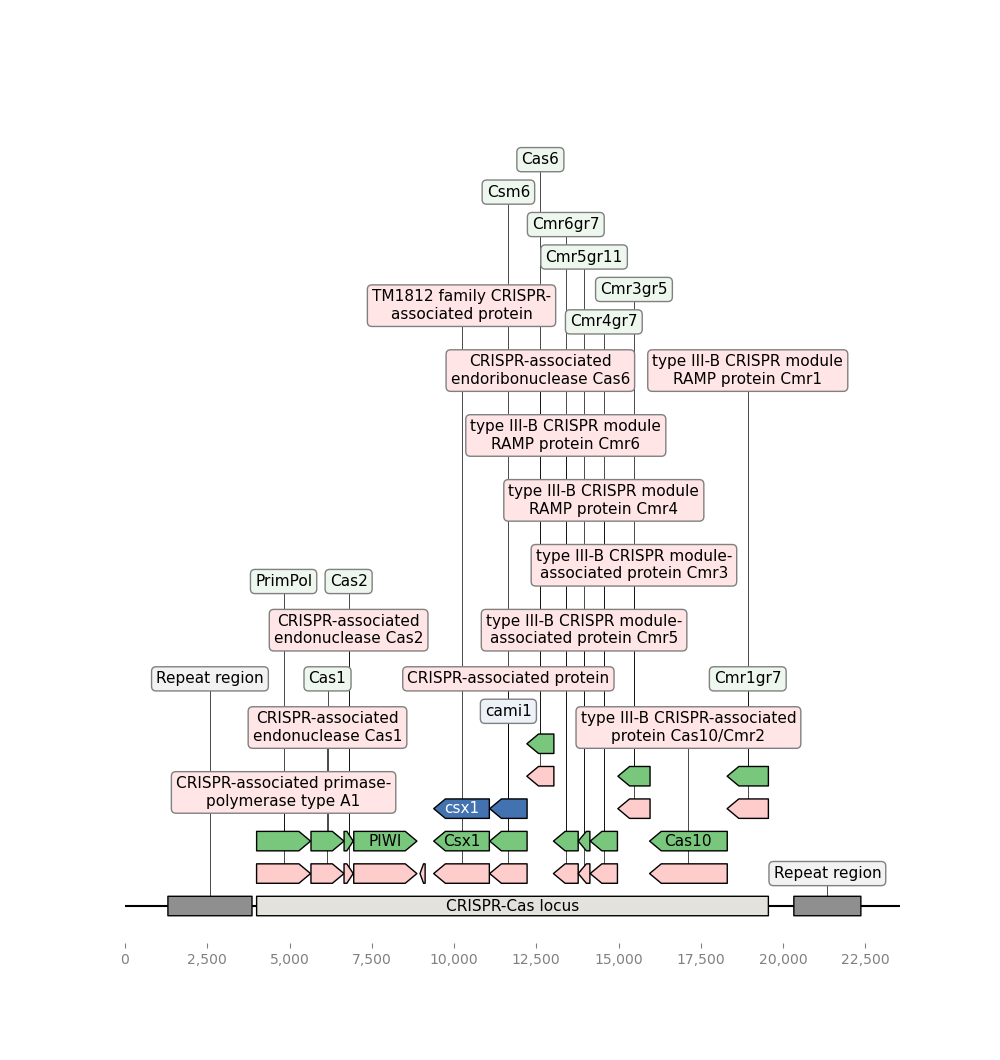 Cas6
Csm6
Cmr6gr7
Cmr5gr11
Cmr3gr5
TM1812 family CRISPR-
associated protein
Cmr4gr7
CRISPR-associated
endoribonuclease Cas6
type III-B CRISPR module
RAMP protein Cmr1
type III-B CRISPR module
RAMP protein Cmr6
type III-B CRISPR module
RAMP protein Cmr4
type III-B CRISPR module-
associated protein Cmr3
PrimPol
Cas2
CRISPR-associated
endonuclease Cas2
type III-B CRISPR module-
associated protein Cmr5
Repeat region
Cas1
CRISPR-associated protein
Cmr1gr7
cami1
CRISPR-associated
endonuclease Cas1
type III-B CRISPR-associated
protein Cas10/Cmr2
CRISPR-associated primase-
polymerase type A1
csx1
PIWI
Csx1
Cas10
Repeat region
CRISPR-Cas locus
0
2,500
5,000
7,500
10,000
12,500
15,000
17,500
20,000
22,500